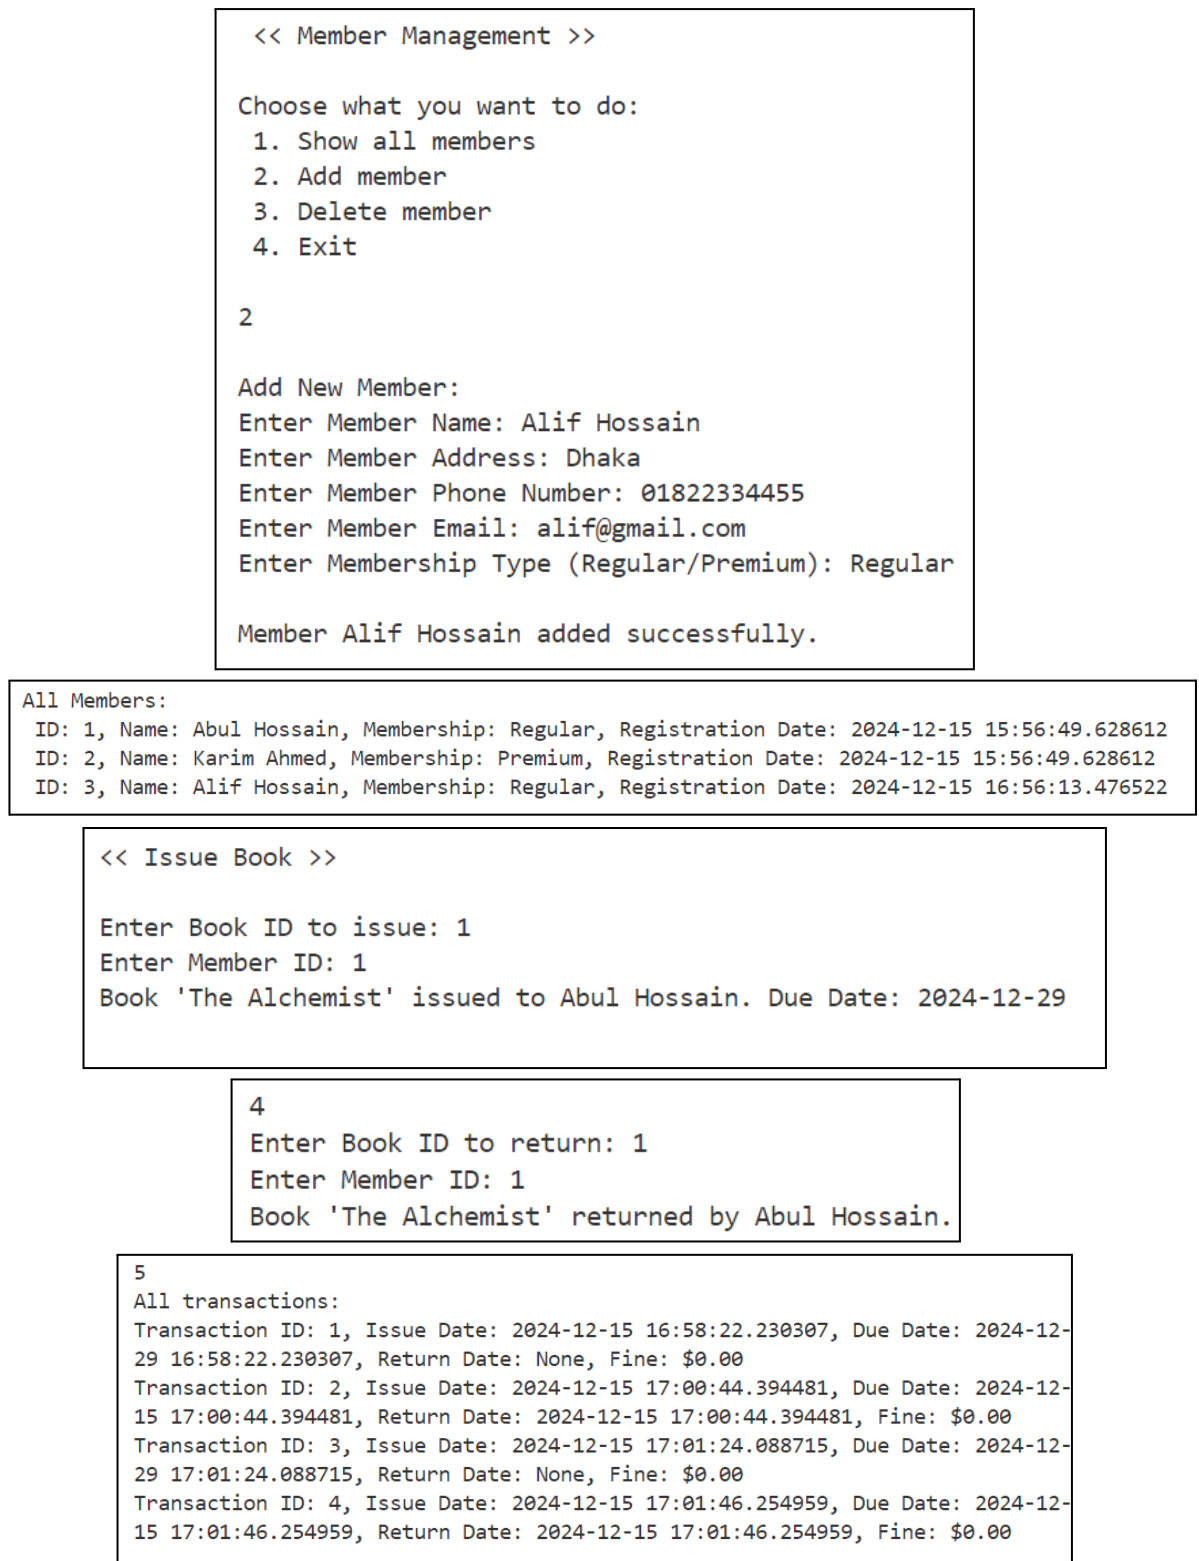 << Member Management >>
Choose what you want to do:
1. Show all members
2. Add member
3. Delete member
4. Exit
2
Add New Member:
Enter Member Name: Alif Hossain
Enter Member Address: Dhaka
Enter Member Phone Number: 01822334455
Enter Member Email: alif@gmail.com
Enter Membership Type (Regular/Premium): Regular
Member Alif Hossain added successfully.
All Members:
ID: 1, Name: Abul Hossain, Membership: Regular, Registration Date: 2024-12-15 15:56:49.628612
ID: 2, Name: Karim Ahmed, Membership: Premium, Registration Date: 2024-12-15 15:56:49.628612
ID: 3, Name: Alif Hossain, Membership: Regular, Registration Date: 2024-12-15 16:56:13.476522
<< Issue Book >>
Enter Book ID to issue: 1
Enter Member ID: 1
Book 'The Alchemist' issued to Abul Hossain. Due Date: 2024-12-29
4
Enter Book ID to return: 1
Enter Member ID: 1
Book 'The Alchemist' returned by Abul Hossain.
5
All transactions:
Transaction ID: 1, Issue Date: 2024-12-15 16:58:22.230307, Due Date: 2024-12-
29 16:58:22.230307, Return Date: None, Fine: $0.00
Transaction ID: 2, Issue Date: 2024-12-15 17:00:44.394481, Due Date: 2024-12-
15 17:00:44.394481, Return Date: 2024-12-15 17:00:44.394481, Fine: $0.00
Transaction ID: 3, Issue Date: 2024-12-15 17:01:24.088715, Due Date: 2024-12-
29 17:01:24.088715, Return Date: None, Fine: $0.00
Transaction ID: 4, Issue Date: 2024-12-15 17:01:46.254959, Due Date: 2024-12-
15 17:01:46.254959, Return Date: 2024-12-15 17:01:46.254959, Fine: $0.00